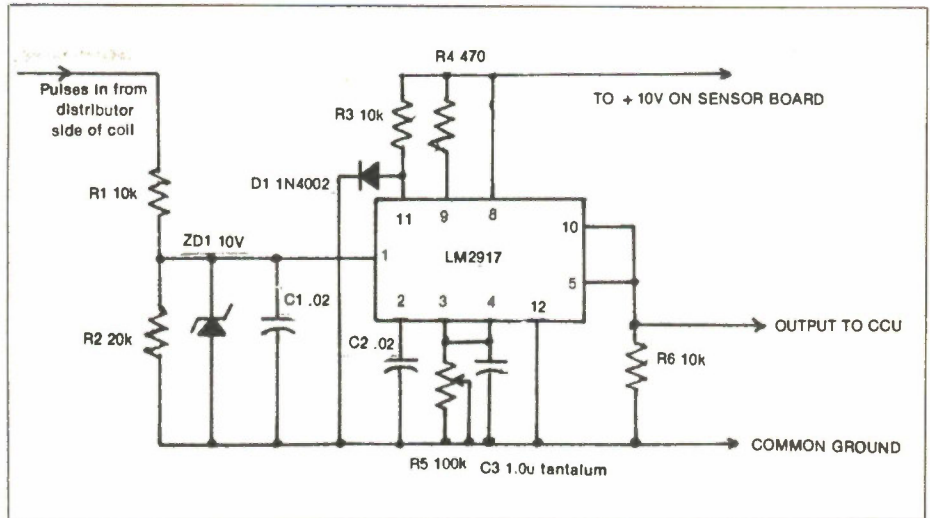 R4 470
Pulses in from
distributor
side of coil
TO + 10V ON SENSOR BOARD
R3 10k
D1 1N4002
R1 10k
11
9
8
10
ZD1 10V
1
LM2917
5
C1 .02
2
3
4
12
OUTPUT TO CCU
R2 20k
C2 .02
R6 10k
COMMON GROUND
R5 100k
C3 1.0u tantalum